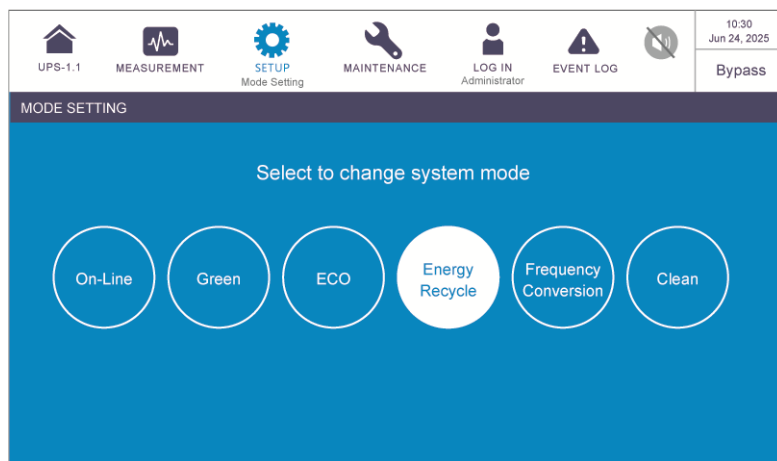 10:30
Jun 24, 2025
UPS-1.1
MEASUREMENT
SETUP
Mode Setting
MAINTENANCE
LOG IN
Administrator
EVENT LOG
Bypass
MODE SETTING
Select to change system mode
On-Line
Green
ECO
Energy
Recycle
Frequency
Conversion
Clean